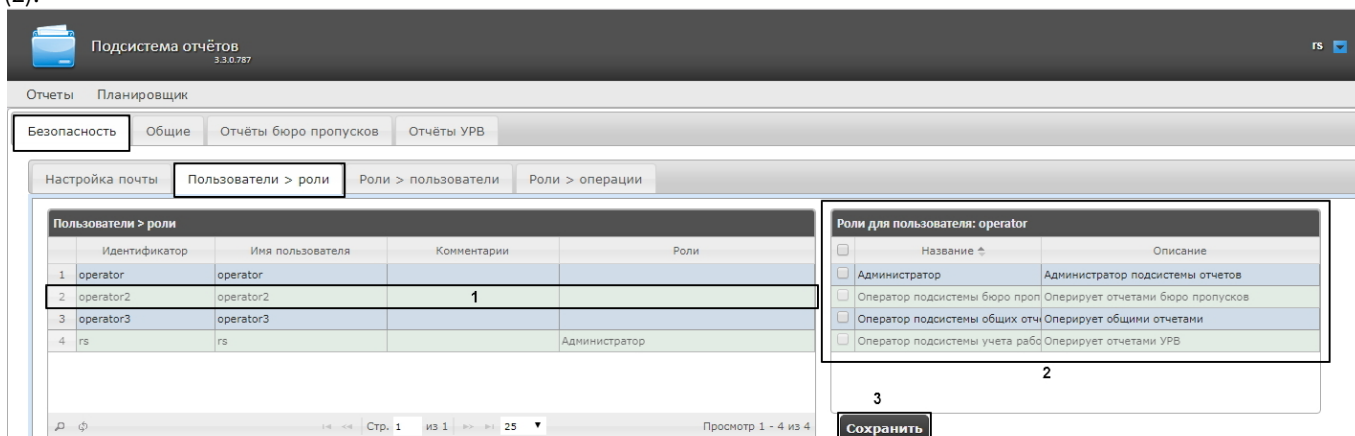 (2).
Подсистема отчётов
3.3.0.787
rs
Отчеты Планировщик
Безопасность Общие Отчёты бюро пропусков Отчёты УРВ
Настройка почты Пользователи > роли Роли > пользователи Роли > операции
Пользователи > роли
Идентификатор Имя пользователя Комментарии Роли
1 operator operator
2 operator2 operator2 1
3 operator3 operator3
4 rs rs Администратор
Стр. 1 из 1 25 Просмотр 1 - 4 из 4
Роли для пользователя: operator
Название Описание
Администратор Администратор подсистемы отчетов
Оператор подсистемы бюро проп Оперирует отчетами бюро пропусков
Оператор подсистемы общих отч Оперирует общими отчетами
Оператор подсистемы учета рабо Оперирует отчетами УРВ
2
3
Сохранить